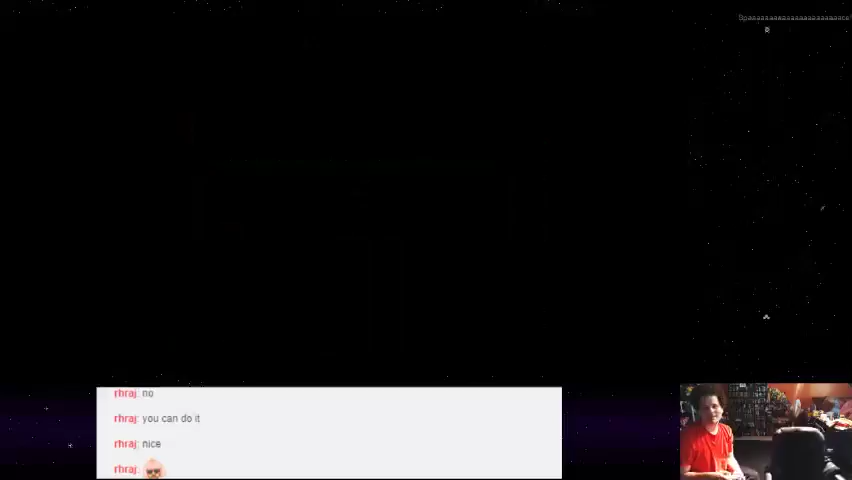 rhraj: no
rhraj: you can do it
rhraj: nice
rhraj: